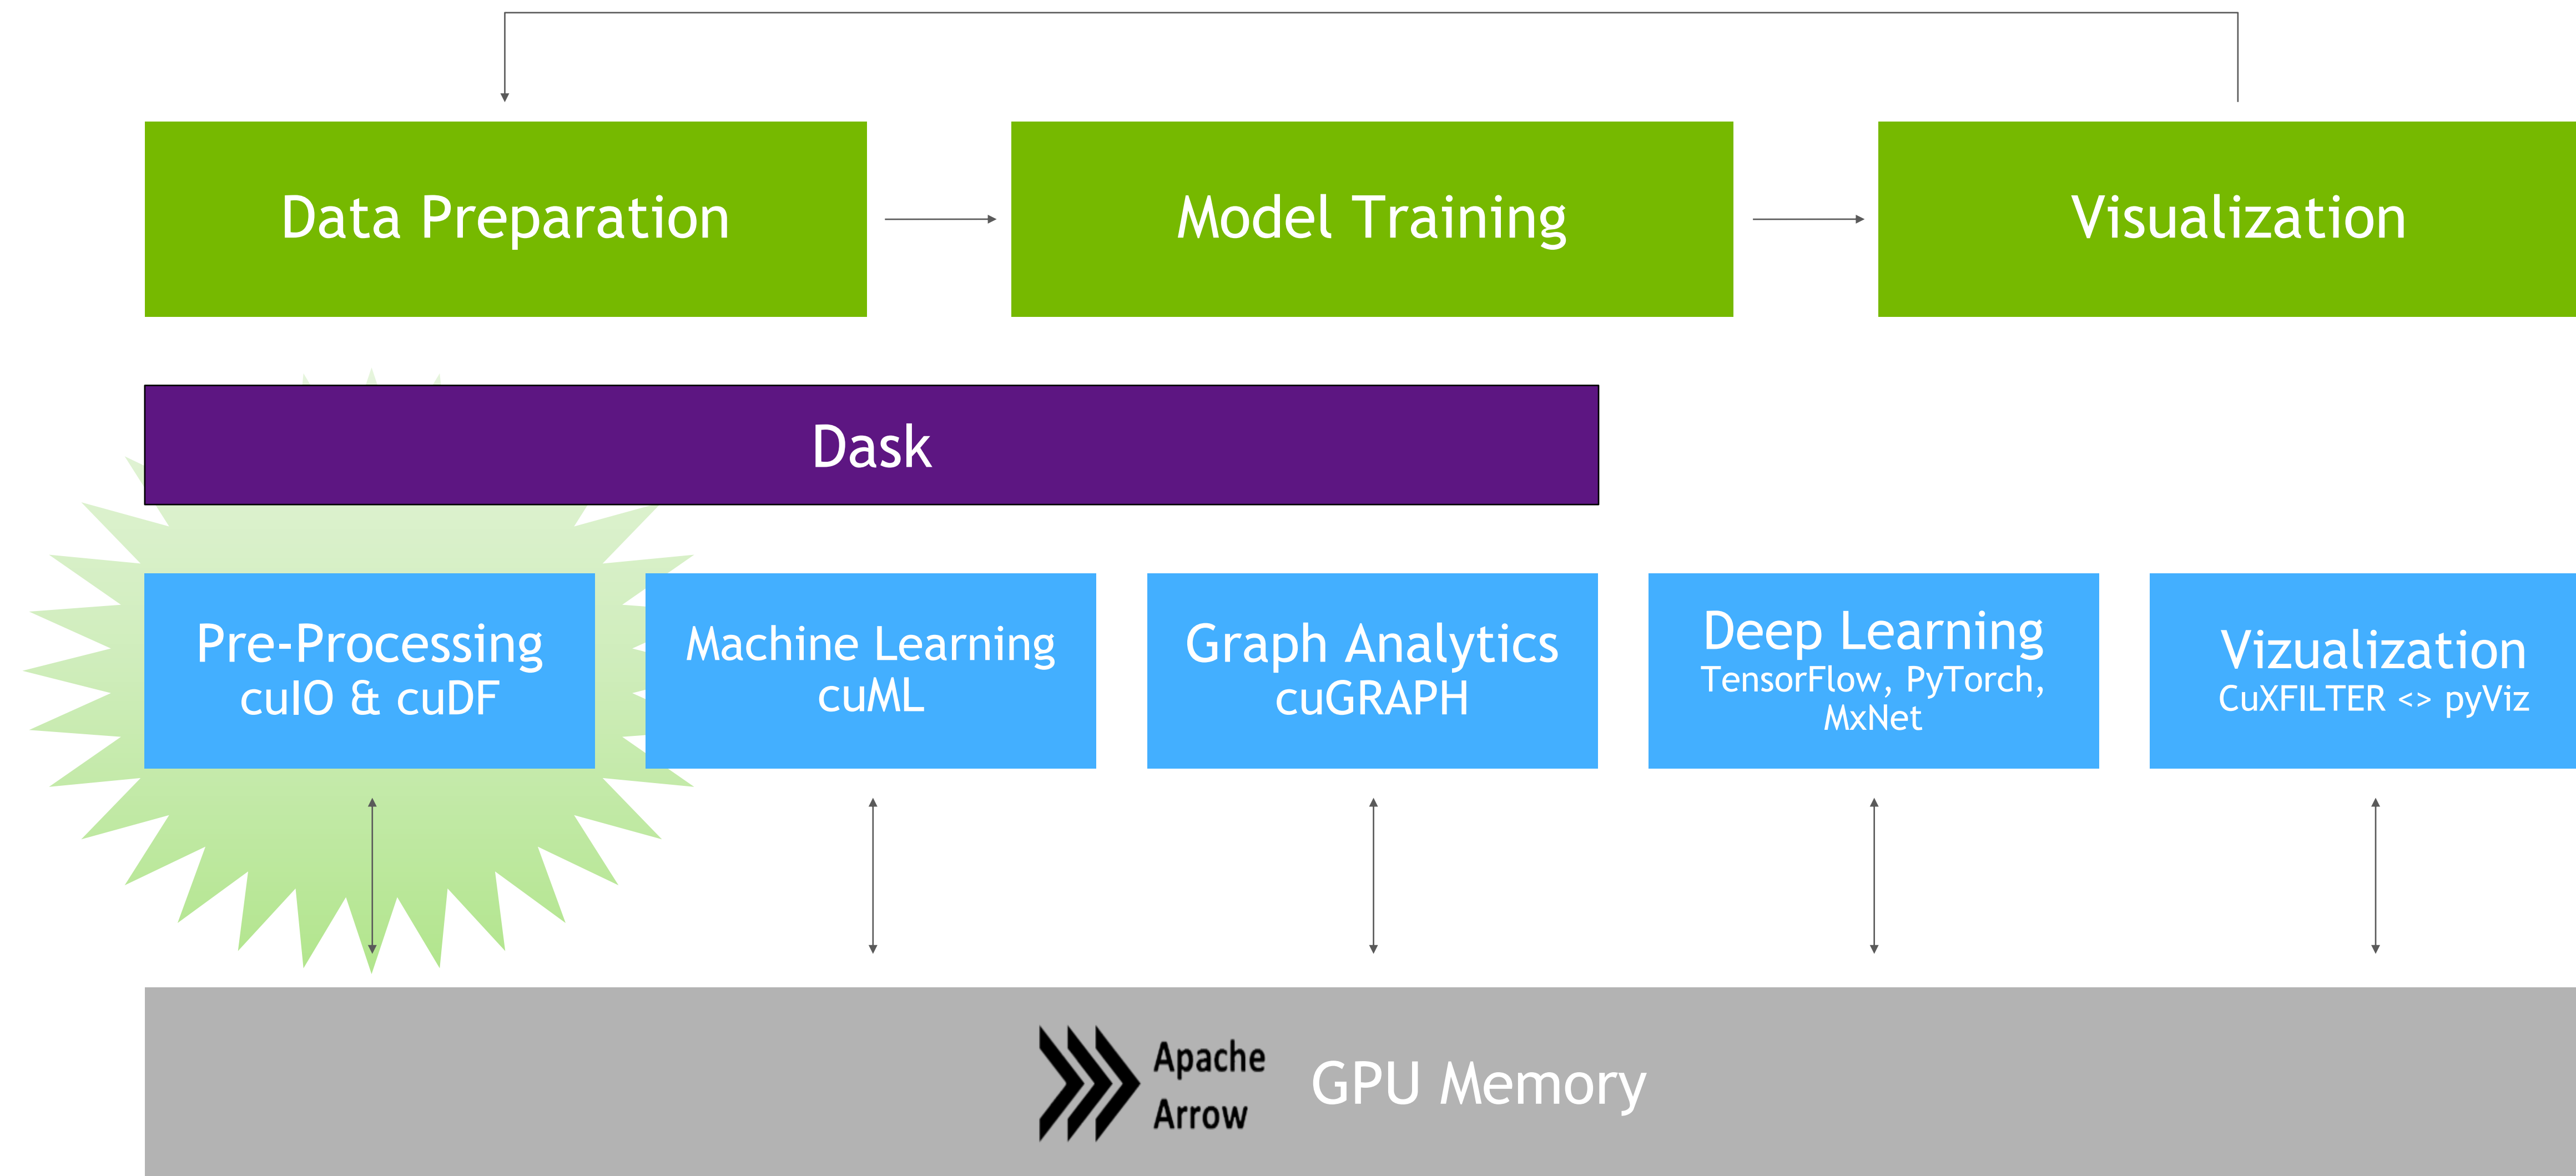 Data Preparation
Model Training
Visualization
Dask
Pre-Processing
cuIO & cuDF
Machine Learning
cuML
Graph Analytics
cuGRAPH
Deep Learning
TensorFlow, PyTorch,
MxNet
Vizualization
CuXFILTER <> pyViz
Apache
Arrow
GPU Memory